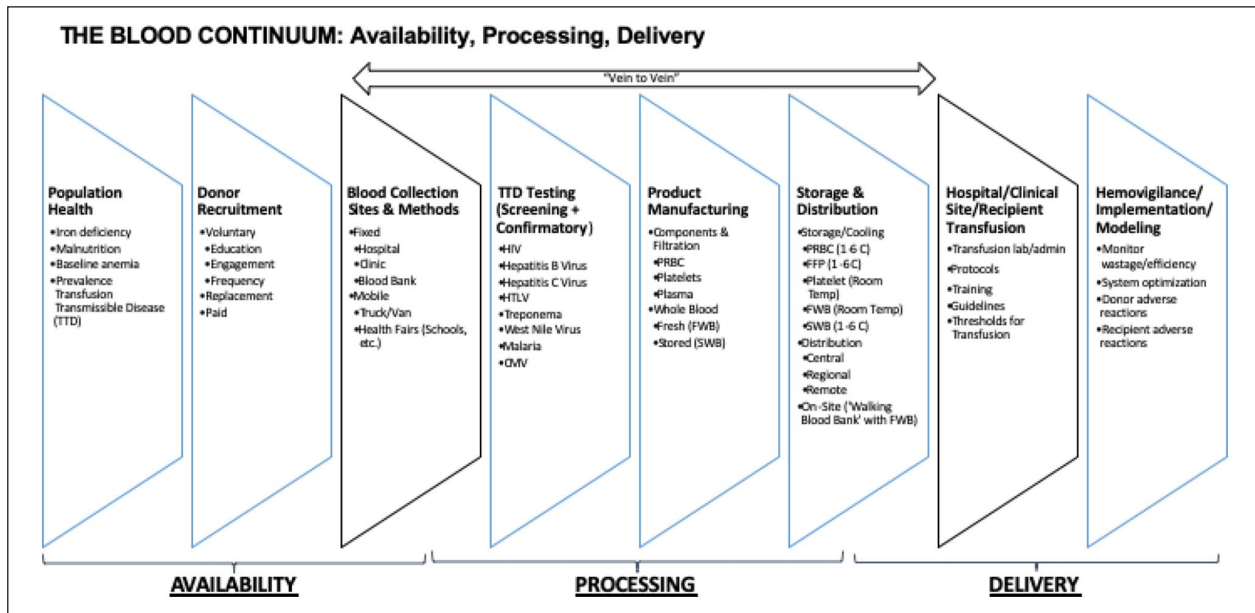 THE BLOOD CONTINUUM: Availability, Processing, Delivery
"Vein to Vein"
Population
Health
•Iron deficiency
•Malnutrition
•Baseline anemia
•Prevalence
Transfusion
Transmissible Disease
(TTD)
Donor
Recruitment
•Voluntary
•Education
•Engagement
•Frequency
•Replacement
•Paid
Blood Collection
Sites & Methods
•Fixed
•Hospital
•Clinic
•Blood Bank
•Mobile
•Truck/Van
•Health Fairs (Schools,
etc.)
TTD Testing
(Screening +
Confirmatory)
•HIV
•Hepatitis B Virus
•Hepatitis C Virus
•HTLV
•Treponema
•West Nile Virus
•Malaria
•CMV
Product
Manufacturing
•Components &
Filtration
•PRBC
•Platelets
•Plasma
•Whole Blood
•Fresh (FWB)
•Stored (SWB)
Storage &
Distribution
•Storage/Cooling
•PRBC (1-6 C)
•FFP (1-6C)
•Platelet (Room
Temp)
•FWB (Room Temp)
•SWB (1-6 C)
•Distribution
•Central
•Regional
•Remote
•On-Site ('Walking
Blood Bank' with FWB)
Hospital/Clinical
Site/Recipient
Transfusion
•Transfusion lab/admin
•Protocols
•Training
•Guidelines
•Thresholds for
Transfusion
Hemovigilance/
Implementation/
Modeling
•Monitor
wastage/efficiency
•System optimization
•Donor adverse
reactions
•Recipient adverse
reactions
AVAILABILITY
PROCESSING
DELIVERY